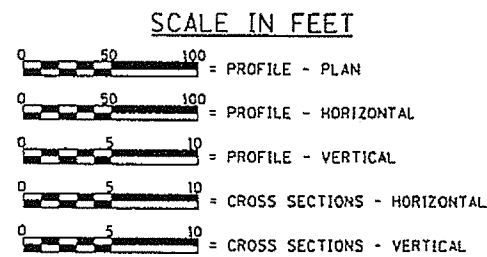 SCALE IN FEET
0 50 100 = PROFILE - PLAN
0 50 100 = PROFILE - HORIZONTAL
0 5 10 = PROFILE - VERTICAL
0 5 10 = CROSS SECTIONS - HORIZONTAL
0 5 10 = CROSS SECTIONS - VERTICAL